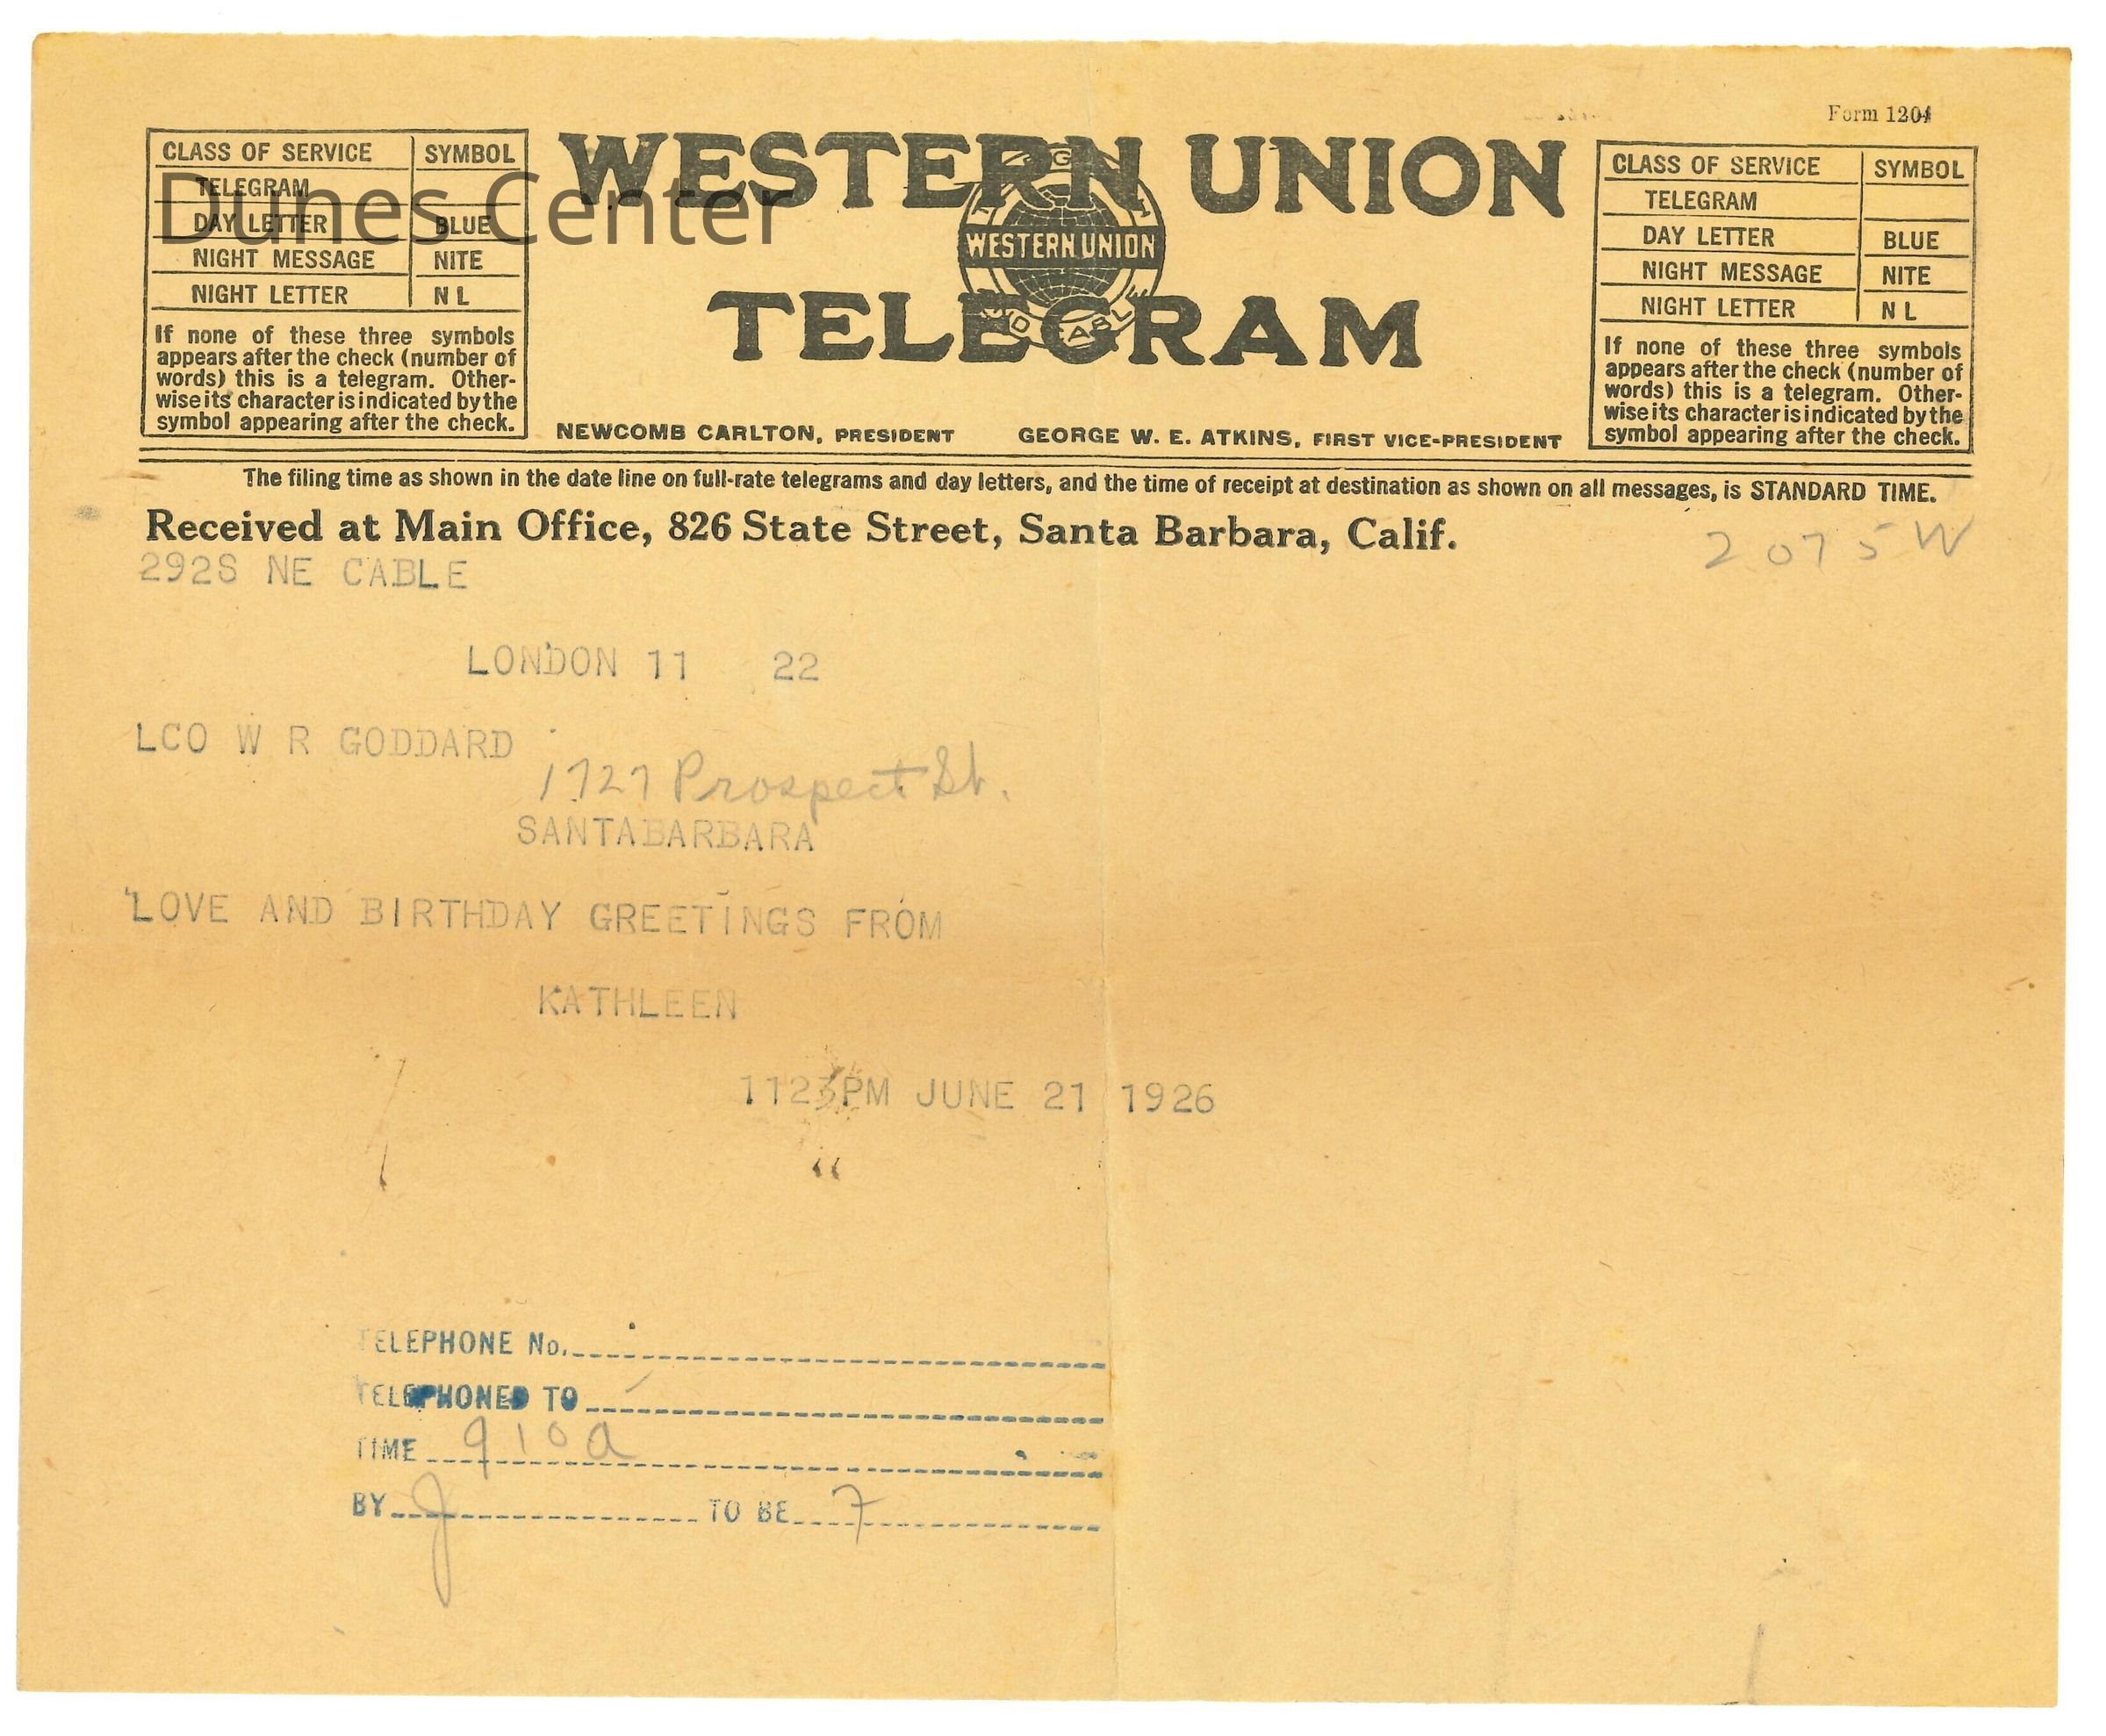 Form 1204
CLASS OF SERVICE SYMBOL
TELEGRAM
DAY LETTER BLUE
NIGHT MESSAGE NITE
NIGHT LETTER N L
If none of these three symbols
appears after the check (number of
words) this is a telegram. Other-
wise its character is indicated by the
symbol appearing after the check.
Dunes Center
WESTERN UNION
WESTERN UNION
TELEGRAM
NEWCOMB CARLTON, PRESIDENT GEORGE W. E. ATKINS, FIRST VICE-PRESIDENT
CLASS OF SERVICE SYMBOL
TELEGRAM
DAY LETTER BLUE
NIGHT MESSAGE NITE
NIGHT LETTER N L
If none of these three symbols
appears after the check (number of
words) this is a telegram. Other-
wise its character is indicated by the
symbol appearing after the check.
The filing time as shown in the date line on full-rate telegrams and day letters, and the time of receipt at destination as shown on all messages, is STANDARD TIME.
Received at Main Office, 826 State Street, Santa Barbara, Calif.
2075W
292S NE CABLE
LONDON 11 22
LCO W R GODDARD
1727 Prospect St.
SANTABARBARA
LOVE AND BIRTHDAY GREETINGS FROM
KATHLEEN
1123PM JUNE 21 1926
TELEPHONE No.
TELEPHONED TO
TIME 910a
BY J TO BE 7